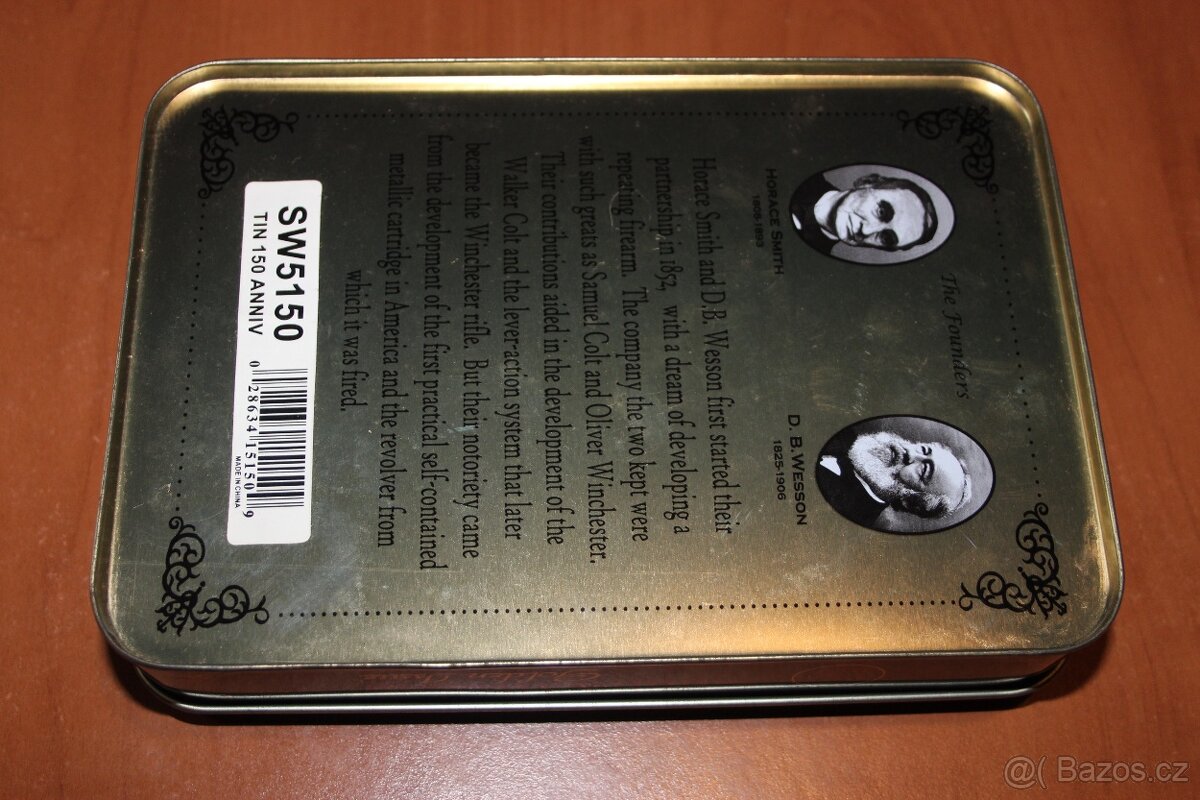 The Founders
HORACE SMITH
1808-1893
D. B. WESSON
1825-1906
Horace Smith and D.B. Wesson first started their
partnership in 1852, with a dream of developing a
repeating firearm. The company the two kept were
with such greats as Samuel Colt and Oliver Winchester.
Their contributions aided in the development of the
Walker Colt and the lever-action system that later
became the Winchester rifle. But their notoriety came
from the development of the first practical self-contained
metallic cartridge in America and the revolver from
which it was fired.
SW5150
TIN 150 ANNIV
0 28634 15150 9
MADE IN CHINA
@( Bazos.cz